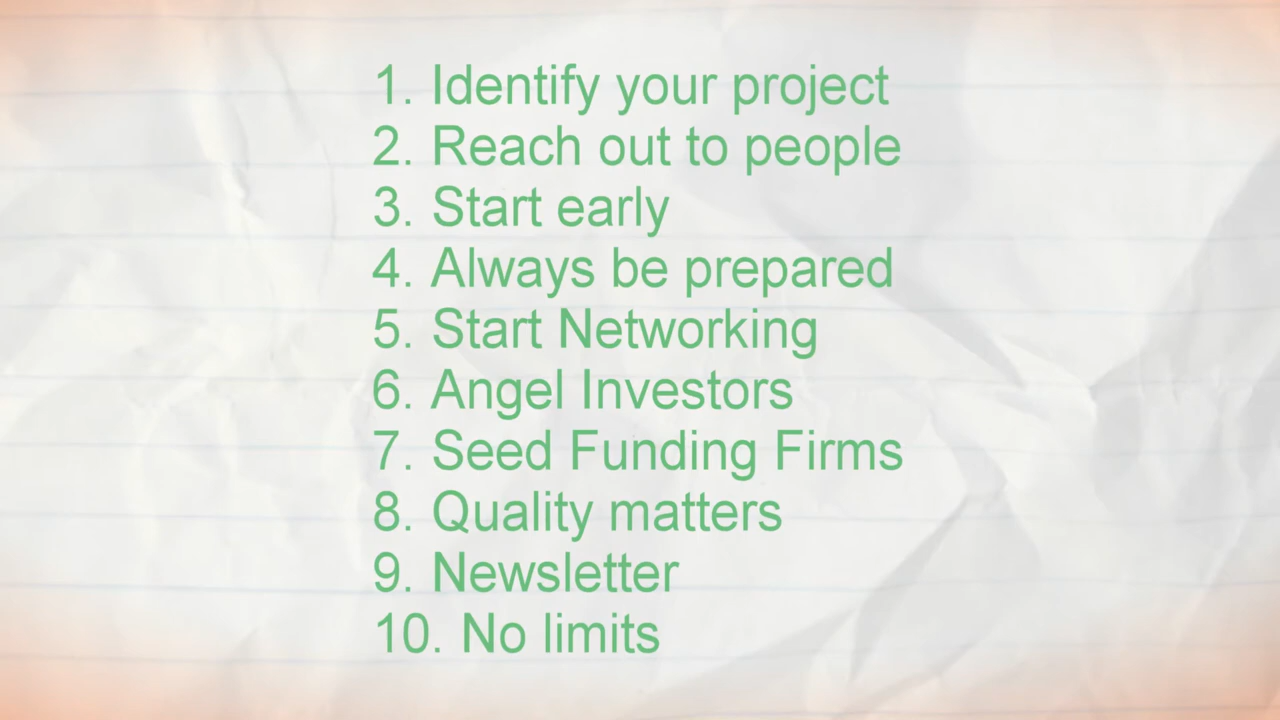 1. Identify your project
2. Reach out to people
3. Start early
4. Always be prepared
5. Start Networking
6. Angel Investors
7. Seed Funding Firms
8. Quality matters
9. Newsletter
10. No limits